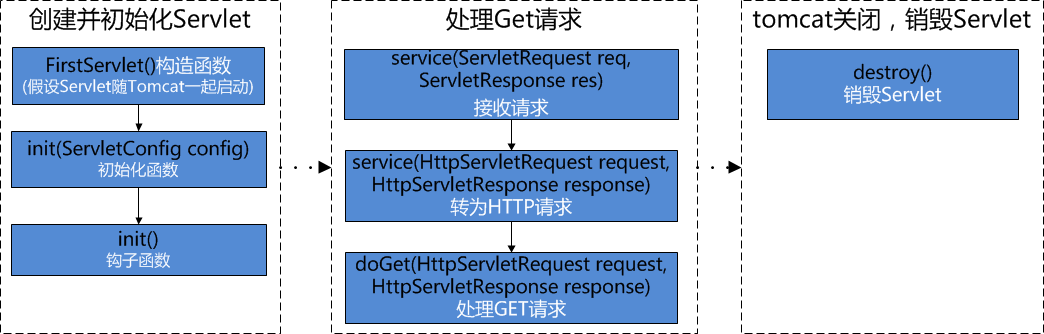 创建并初始化Servlet
FirstServlet()构造函数
(假设Servlet随Tomcat一起启动)
init(ServletConfig config)
初始化函数
init()
钩子函数
处理Get请求
service(ServletRequest req,
ServletResponse res)
接收请求
service(HttpServletRequest request,
HttpServletResponse response)
转为HTTP请求
doGet(HttpServletRequest request,
HttpServletResponse response)
处理GET请求
tomcat关闭，销毁Servlet
destroy()
销毁Servlet